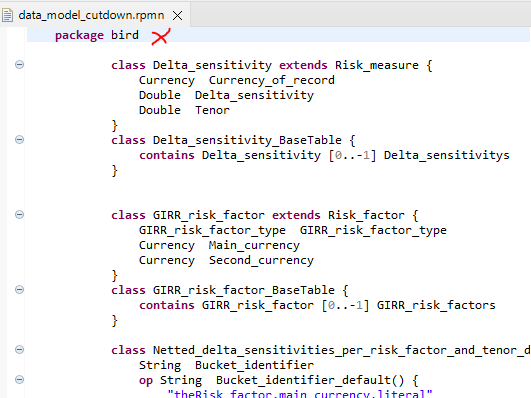 data_model_cutdown.rpmn
package bird
class Delta_sensitivity extends Risk_measure {
Currency Currency_of_record
Double Delta_sensitivity
Double Tenor
}
class Delta_sensitivity_BaseTable {
contains Delta_sensitivity [0..-1] Delta_sensitivitys
}
class GIRR_risk_factor extends Risk_factor {
GIRR_risk_factor_type GIRR_risk_factor_type
Currency Main_currency
Currency Second_currency
}
class GIRR_risk_factor_BaseTable {
contains GIRR_risk_factor [0..-1] GIRR_risk_factors
}
class Netted_delta_sensitivities_per_risk_factor_and_tenor_d
String Bucket_identifier
op String Bucket_identifier_default() {
"theRisk_factor.main_currency.literal"